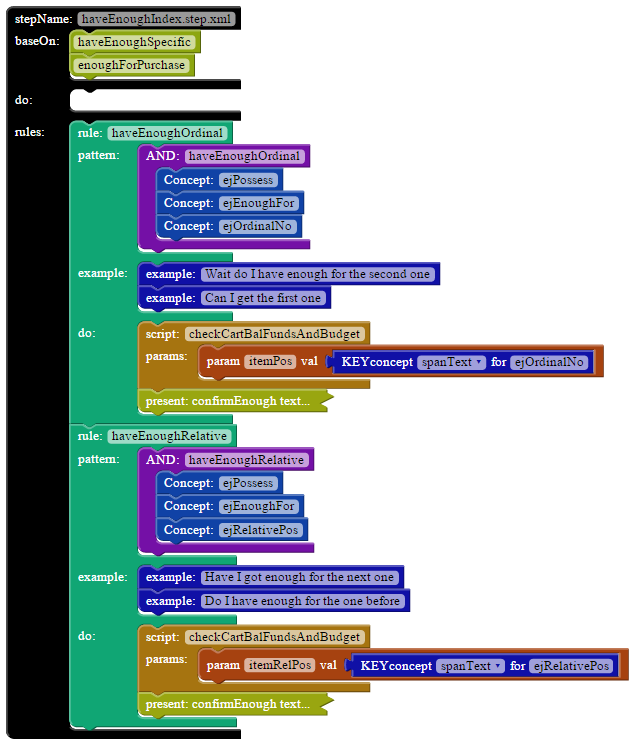 stepName: haveEnoughIndex.step.xml
baseOn: haveEnoughSpecific
enoughForPurchase
do:
rules: rule: haveEnoughOrdinal
pattern: AND: haveEnoughOrdinal
Concept: ejPossess
Concept: ejEnoughFor
Concept: ejOrdinalNo
example: example: Wait do I have enough for the second one
example: Can I get the first one
do: script: checkCartBalFundsAndBudget
params: param itemPos val KEYconcept spanText ▾ for ejOrdinalNo
present: confirmEnough text...
rule: haveEnoughRelative
pattern: AND: haveEnoughRelative
Concept: ejPossess
Concept: ejEnoughFor
Concept: ejRelativePos
example: example: Have I got enough for the next one
example: Do I have enough for the one before
do: script: checkCartBalFundsAndBudget
params: param itemRelPos val KEYconcept spanText ▾ for ejRelativePos
present: confirmEnough text...